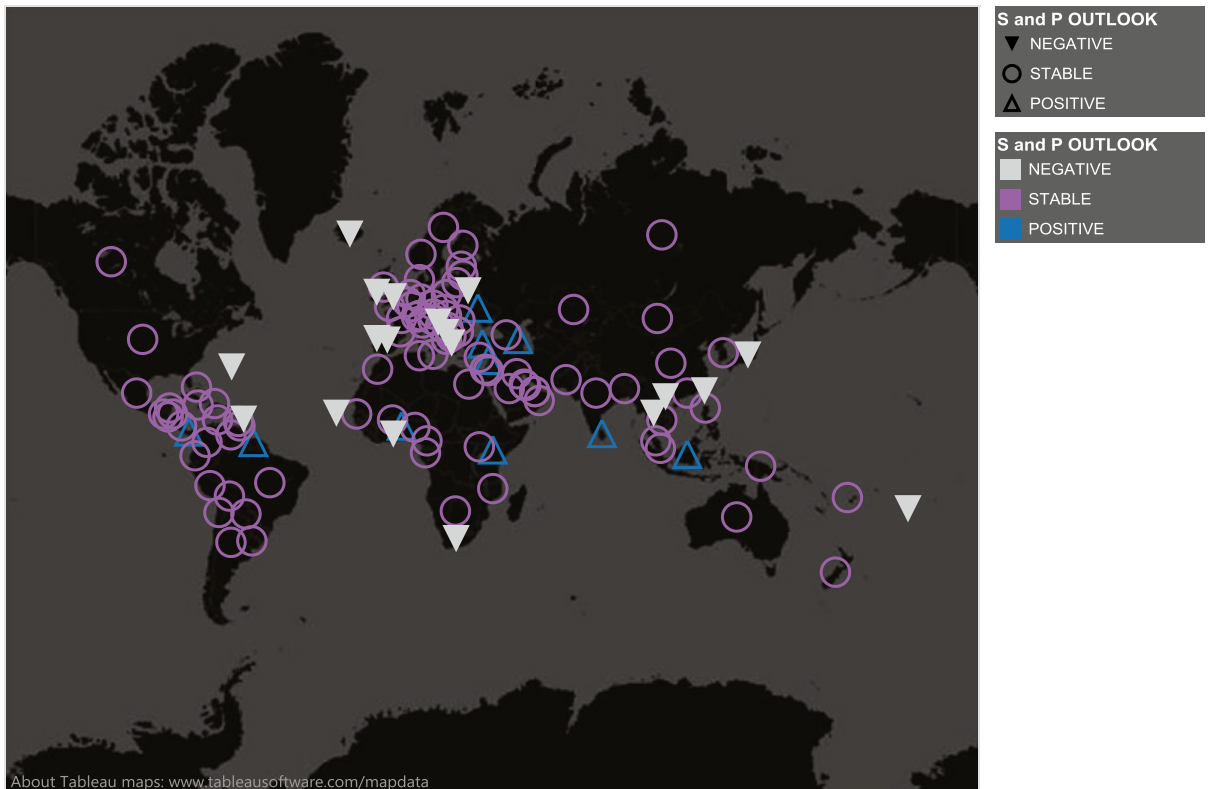 S and P OUTLOOK
NEGATIVE
STABLE
POSITIVE
S and P OUTLOOK
NEGATIVE
STABLE
POSITIVE
About Tableau maps: www.tableausoftware.com/mapdata